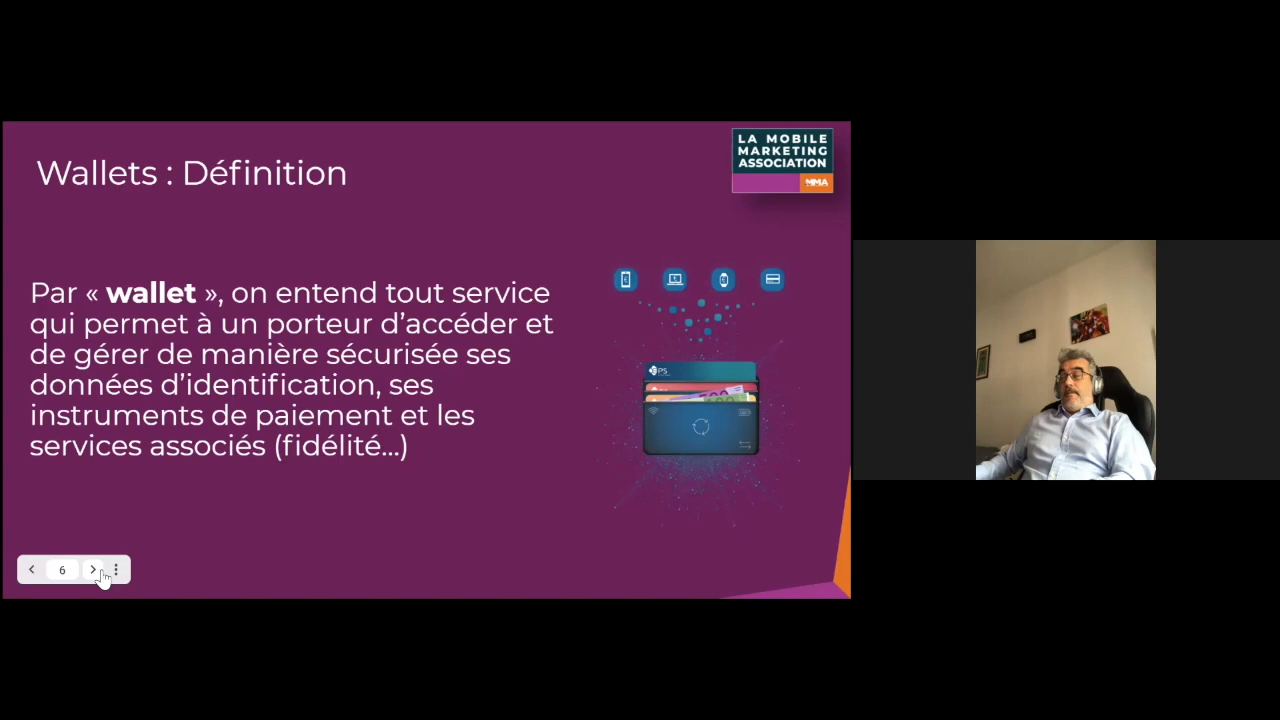 Wallets : Définition
LA MOBILE
MARKETING
ASSOCIATION
MMA
Par « wallet », on entend tout service
qui permet à un porteur d’accéder et
de gérer de manière sécurisée ses
données d’identification, ses
instruments de paiement et les
services associés (fidélité...)
6